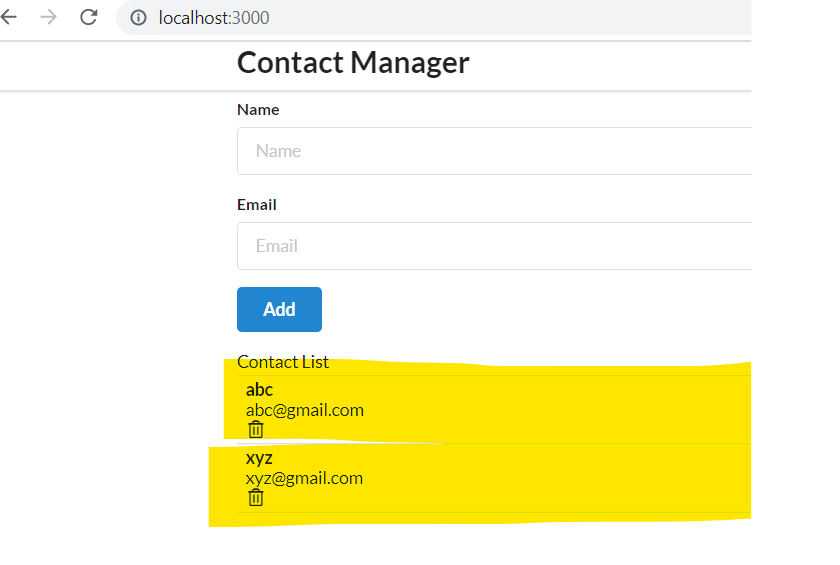 localhost:3000
Contact Manager
Name
Name
Email
Email
Add
Contact List
abc
abc@gmail.com
xyz
xyz@gmail.com